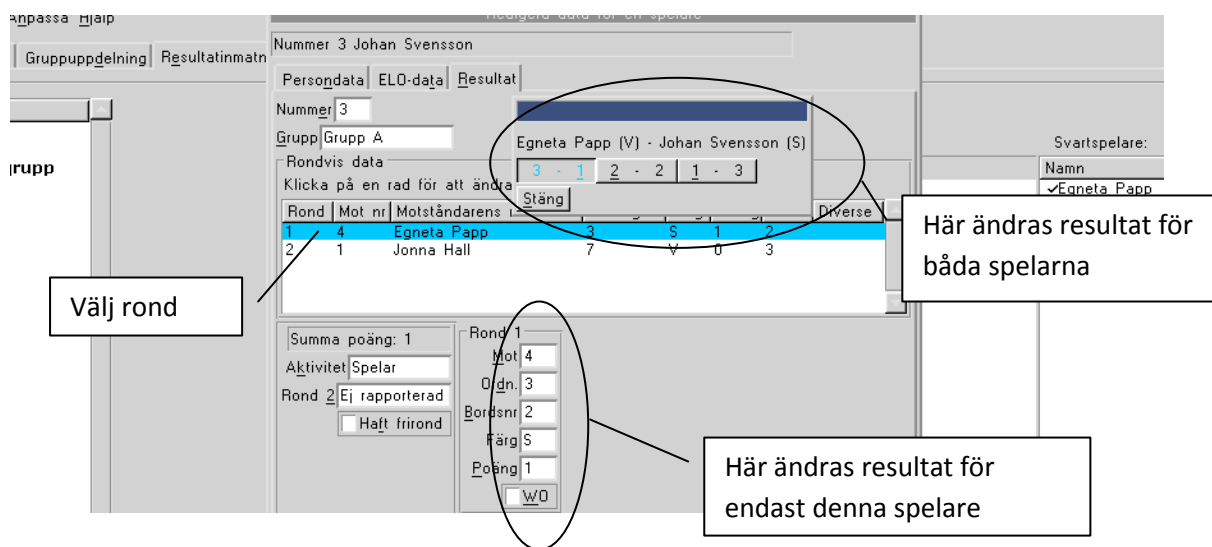 Anpassa Hjälp
Redigera data för en spelare
Nummer 3 Johan Svensson
Gruppuppdelning Resultatinmatn
Persondata ELO-data Resultat
Nummer 3
Grupp Grupp A
Egneta Papp (V) - Johan Svensson (S)
3 - 1 2 - 2 1 - 3
Stäng
Svartspelare:
Namn
✓Egneta Papp
grupp
Rondvis data
Klicka på en rad för att ändra
Rond Mot nr Motståndarens Diverse
1 4 Egneta Papp 3 S 1 2
2 1 Jonna Hall 7 V 0 3
Här ändras resultat för
båda spelarna
Välj rond
Summa poäng: 1
Aktivitet Spelar
Rond 2 Ej rapporterad
Haft frirond
Rond 1
Mot 4
Ordn. 3
Bordsnr 2
Färg S
Poäng 1
WO
Här ändras resultat för
endast denna spelare